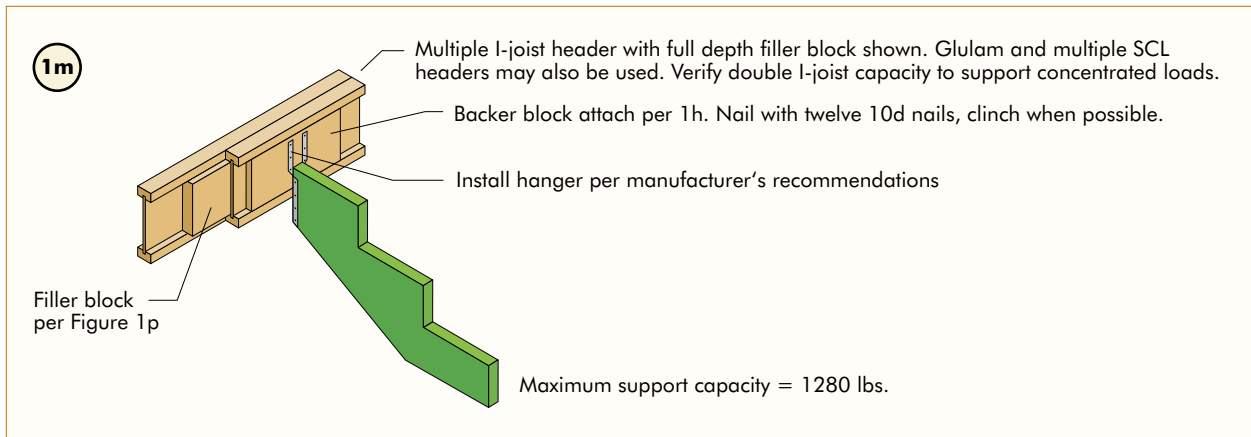 1m
Multiple I-joist header with full depth filler block shown. Glulam and multiple SCL
headers may also be used. Verify double I-joist capacity to support concentrated loads.
Backer block attach per 1h. Nail with twelve 10d nails, clinch when possible.
Install hanger per manufacturer‘s recommendations
Filler block
per Figure 1p
Maximum support capacity = 1280 lbs.